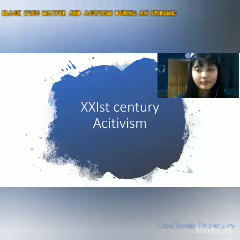 BLACK LIVES MATTER AND ACTIVISM DURING AN EPIDEMIC
XXIst century
Acitivism